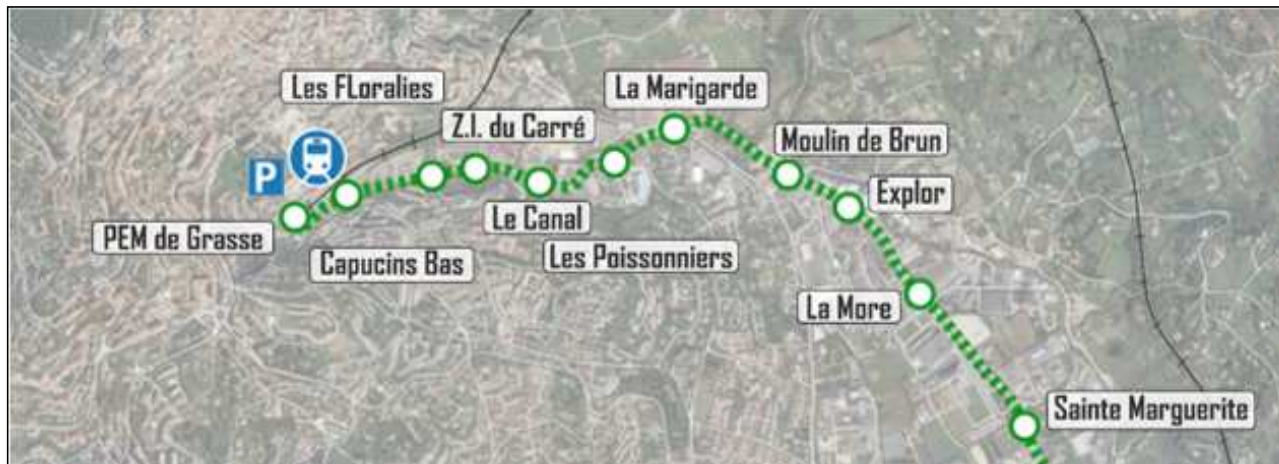 Les FLoralies
La Marigarde
Z.I. du Carré
Moulin de Brun
P
Explor
PEM de Grasse
Le Canal
Capucins Bas
Les Poissonniers
La More
Sainte Marguerite